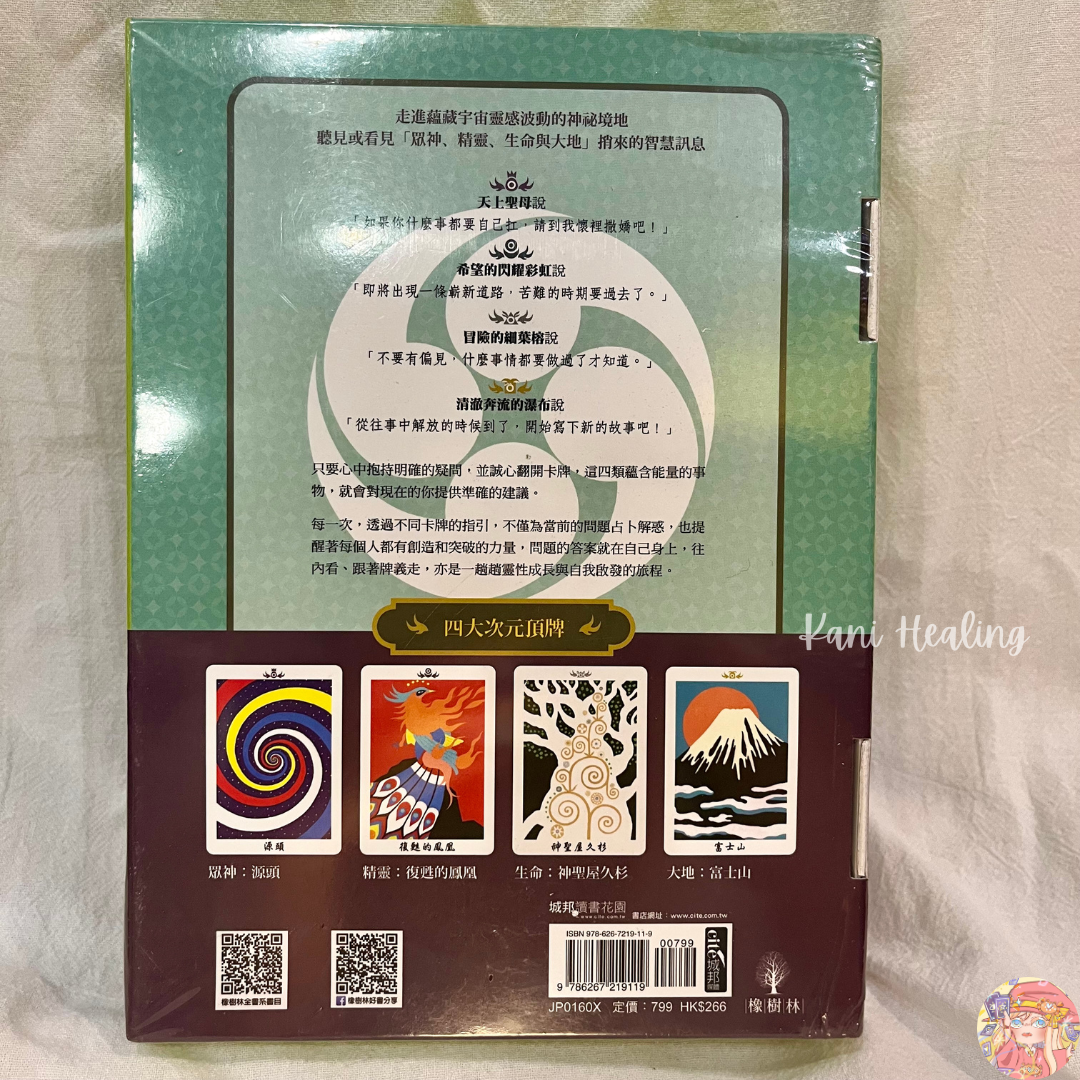 走進蘊藏宇宙靈感波動的神祕境地
聽見或看見「眾神、精靈、生命與大地」捎來的智慧訊息
天上聖母說
「如果你什麼事都要自己扛，請到我懷裡撒嬌吧！」
希望的閃耀彩虹說
「即將出現一條嶄新道路，苦難的時期要過去了。」
冒險的細葉榕說
「不要有偏見，什麼事情都要做過了才知道。」
清澈奔流的瀑布說
「從往事中解放的時候到了，開始寫下新的故事吧！」
只要心中抱持明確的疑問，並誠心翻開卡牌，這四類蘊含能量的事
物，就會對現在的你提供準確的建議。
每一次，透過不同卡牌的指引，不僅為當前的問題占卜解惑，也提
醒著每個人都有創造和突破的力量，問題的答案就在自己身上，往
內看、跟著牌義走，亦是一趟趟靈性成長與自我啟發的旅程。
四大次元頂牌
Kani Healing
源頭
復甦的鳳凰
神聖屋久杉
富士山
眾神：源頭
精靈：復甦的鳳凰
生命：神聖屋久杉
大地：富士山
城邦讀書花園
www.cite.com.tw
書店網址：www.cite.com.tw
ISBN 978-626-7219-11-9
00799
9 786267 219119
cite城邦媒體
JP0160X 定價：799 HK$266
橡樹林
橡樹林全書系書目
橡樹林好書分享